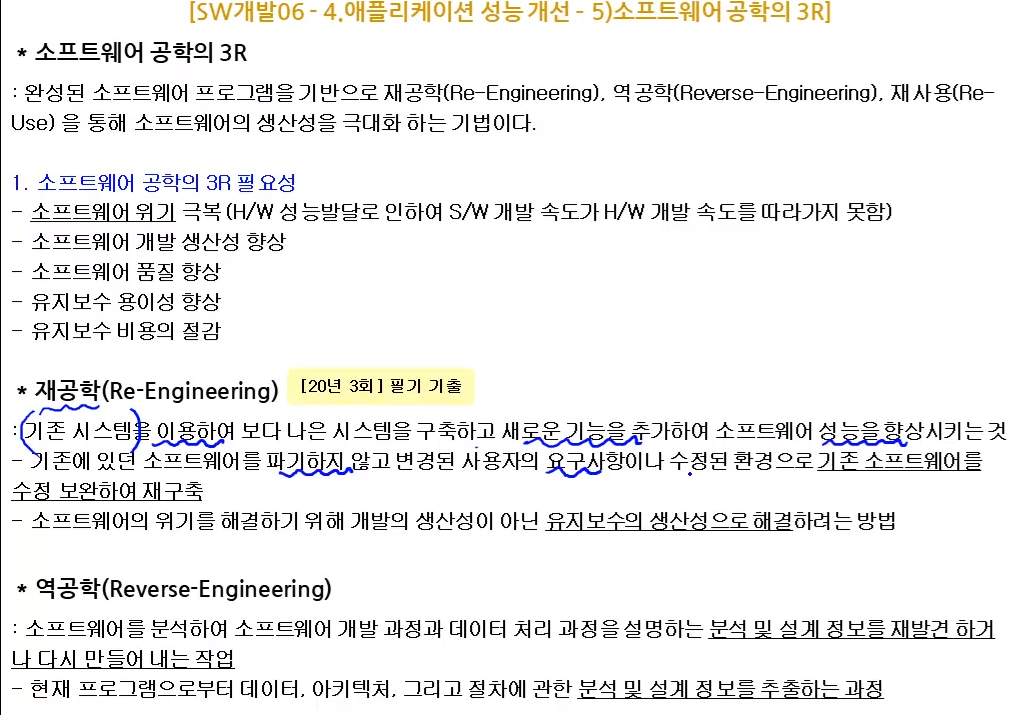 [SW개발06 - 4.애플리케이션 성능 개선 - 5)소프트웨어 공학의 3R]
* 소프트웨어 공학의 3R
: 완성된 소프트웨어 프로그램을 기반으로 재공학(Re-Engineering), 역공학(Reverse-Engineering), 재사용(Re-
Use) 을 통해 소프트웨어의 생산성을 극대화 하는 기법이다.
1. 소프트웨어 공학의 3R 필요성
- 소프트웨어 위기 극복 (H/W 성능발달로 인하여 S/W 개발 속도가 H/W 개발 속도를 따라가지 못함)
- 소프트웨어 개발 생산성 향상
- 소프트웨어 품질 향상
- 유지보수 용이성 향상
- 유지보수 비용의 절감
* 재공학(Re-Engineering) [20년 3회] 필기 기출
: 기존 시스템을 이용하여 보다 나은 시스템을 구축하고 새로운 기능을 추가하여 소프트웨어 성능을 향상시키는 것
- 기존에 있던 소프트웨어를 파기하지 않고 변경된 사용자의 요구사항이나 수정된 환경으로 기존 소프트웨어를
수정 보완하여 재구축
- 소프트웨어의 위기를 해결하기 위해 개발의 생산성이 아닌 유지보수의 생산성으로 해결하려는 방법
* 역공학(Reverse-Engineering)
: 소프트웨어를 분석하여 소프트웨어 개발 과정과 데이터 처리 과정을 설명하는 분석 및 설계 정보를 재발견 하거
나 다시 만들어 내는 작업
- 현재 프로그램으로부터 데이터, 아키텍처, 그리고 절차에 관한 분석 및 설계 정보를 추출하는 과정